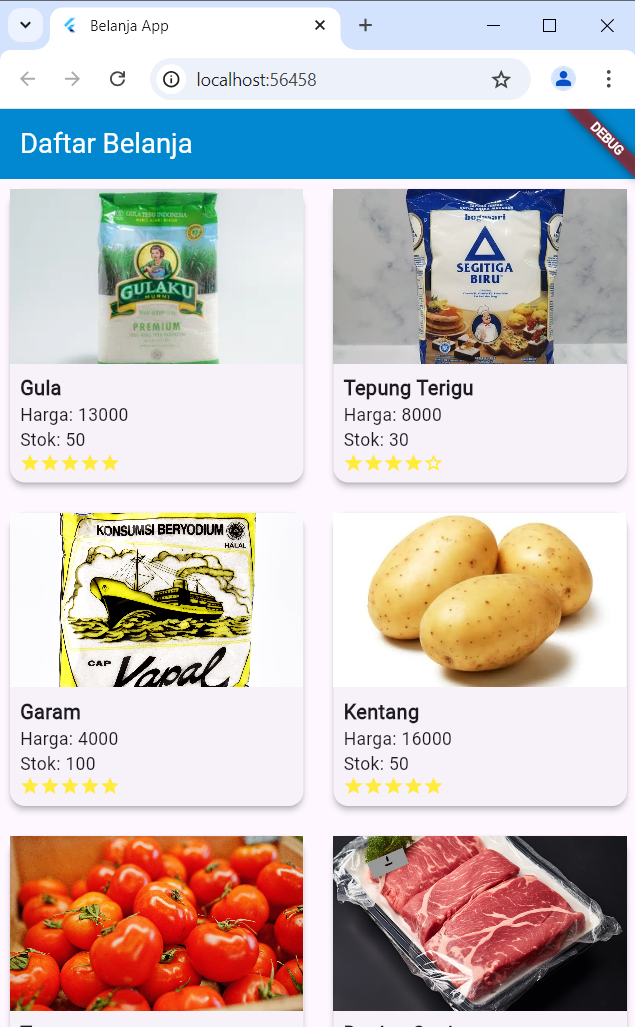 Belanja App
localhost:56458
Daftar Belanja
DEBUG
GULA TEBU INDONESIA
GULAKU
MURNI
PREMIUM
bogasari
SEGITIGA
BIRU
Gula
Harga: 13000
Stok: 50
Tepung Terigu
Harga: 8000
Stok: 30
KONSUMSI BERYODIUM
HALAL
CAP
Kapal
Garam
Harga: 4000
Stok: 100
Kentang
Harga: 16000
Stok: 50